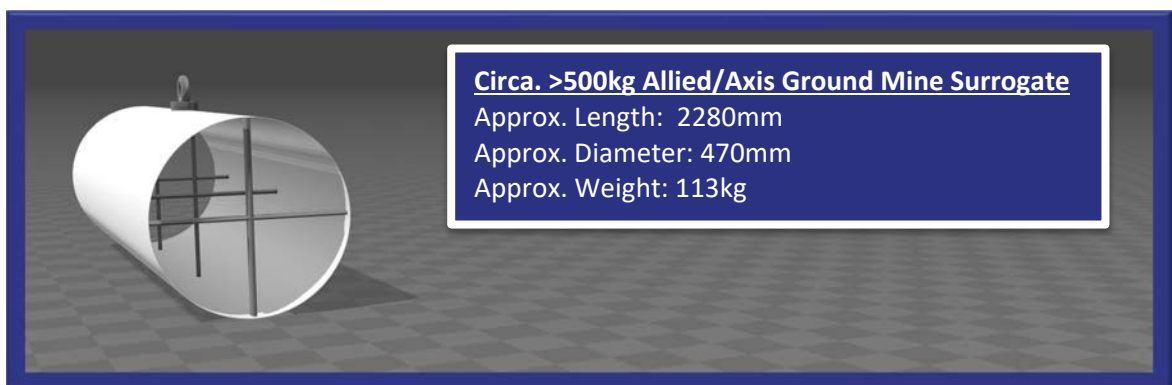 Circa. >500kg Allied/Axis Ground Mine Surrogate
Approx. Length:  2280mm
Approx. Diameter: 470mm
Approx. Weight: 113kg